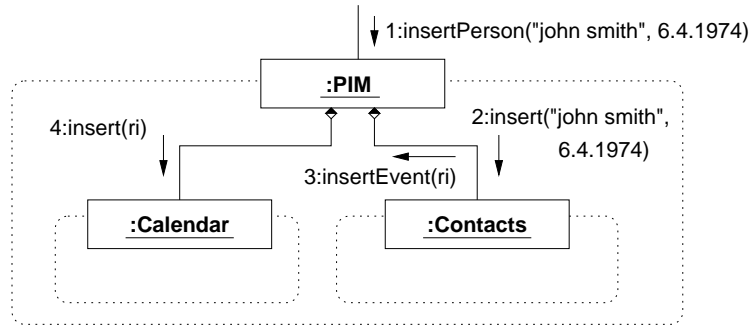 1:insertPerson("john smith", 6.4.1974)
:PIM
4:insert(ri)
2:insert("john smith",
6.4.1974)
3:insertEvent(ri)
:Calendar
:Contacts